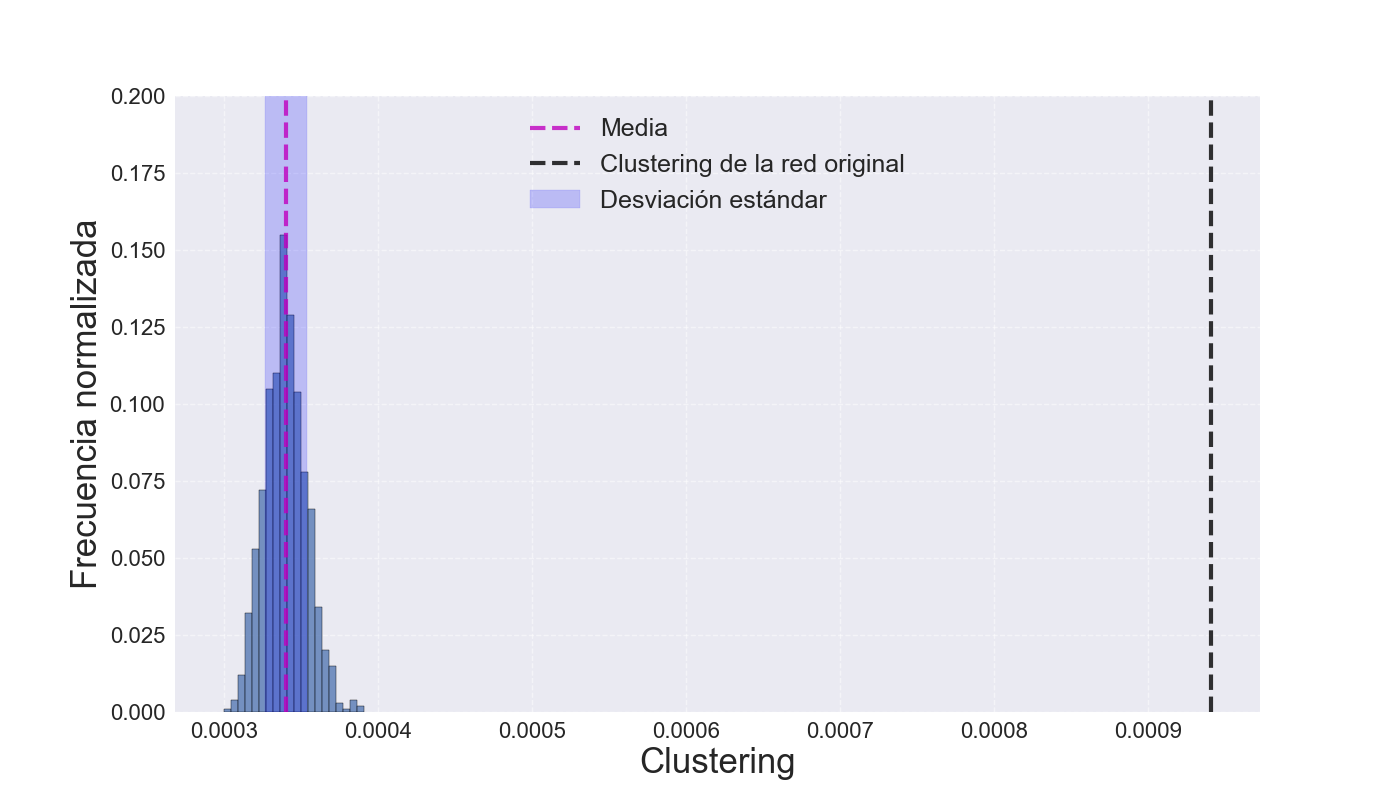 0.200
0.175
0.150
0.125
0.100
0.075
0.050
0.025
0.000
Frecuencia normalizada
Media
Clustering de la red original
Desviación estándar
0.0003 0.0004 0.0005 0.0006 0.0007 0.0008 0.0009
Clustering